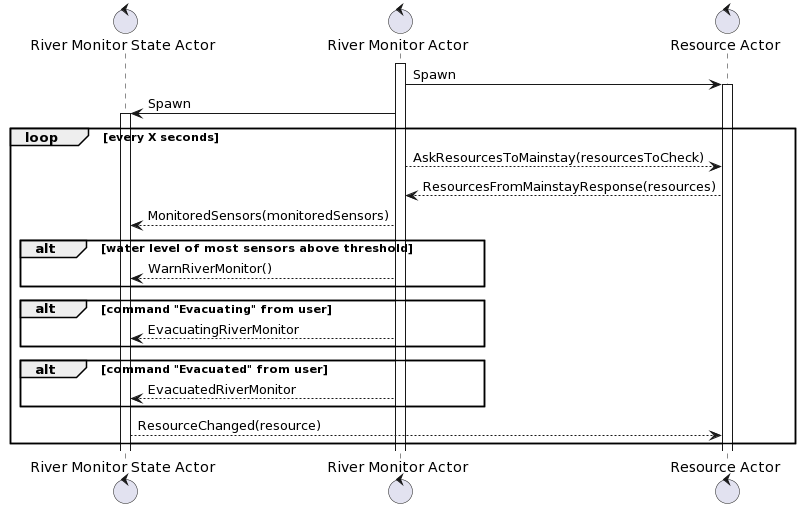 River Monitor State Actor
River Monitor Actor
Resource Actor
Spawn
Spawn
loop
[every X seconds]
AskResourcesToMainstay(resourcesToCheck)
ResourcesFromMainstayResponse(resources)
MonitoredSensors(monitoredSensors)
alt
[water level of most sensors above threshold]
WarnRiverMonitor()
alt
[command "Evacuating" from user]
EvacuatingRiverMonitor
alt
[command "Evacuated" from user]
EvacuatedRiverMonitor
ResourceChanged(resource)
River Monitor State Actor
River Monitor Actor
Resource Actor